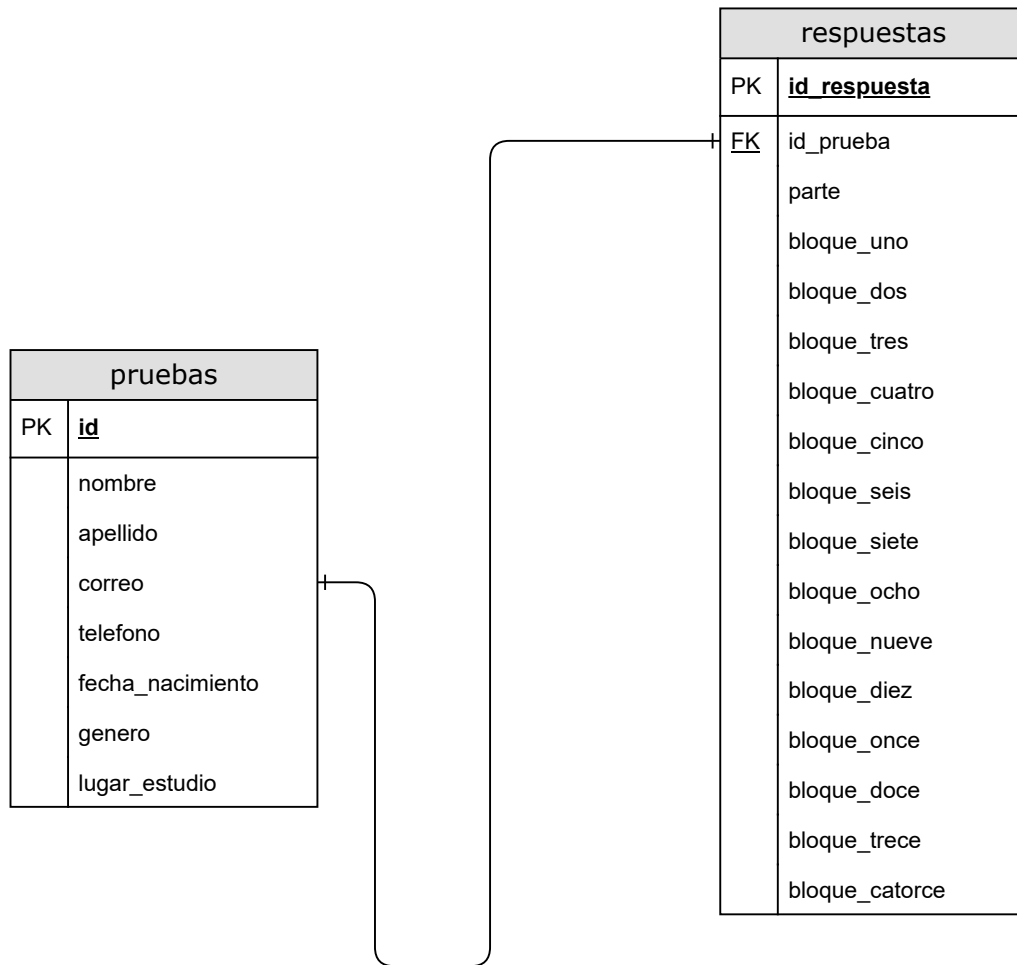 respuestas
PK id_respuesta
FK id_prueba
parte
bloque_uno
bloque_dos
bloque_tres
bloque_cuatro
bloque_cinco
bloque_seis
bloque_siete
bloque_ocho
bloque_nueve
bloque_diez
bloque_once
bloque_doce
bloque_trece
bloque_catorce
pruebas
PK id
nombre
apellido
correo
telefono
fecha_nacimiento
genero
lugar_estudio